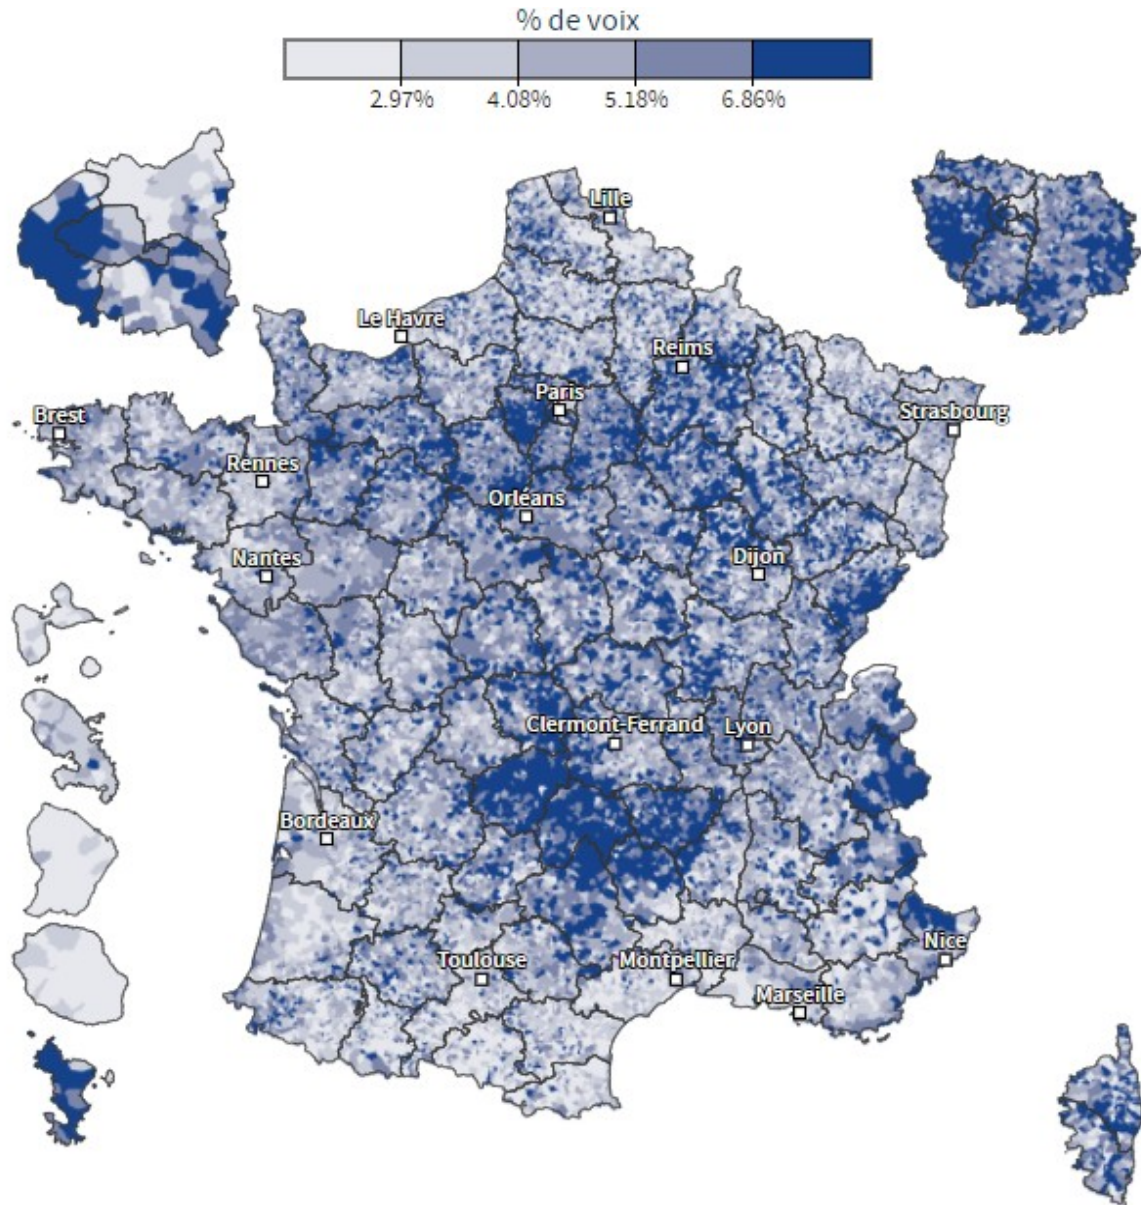 % de voix
2.97%
4.08%
5.18%
6.86%
Lille
Le Havre
Reims
Paris
Strasbourg
Brest
Rennes
Orléans
Nantes
Dijon
Clermont-Ferrand
Lyon
Bordeaux
Nice
Toulouse
Montpellier
Marseille